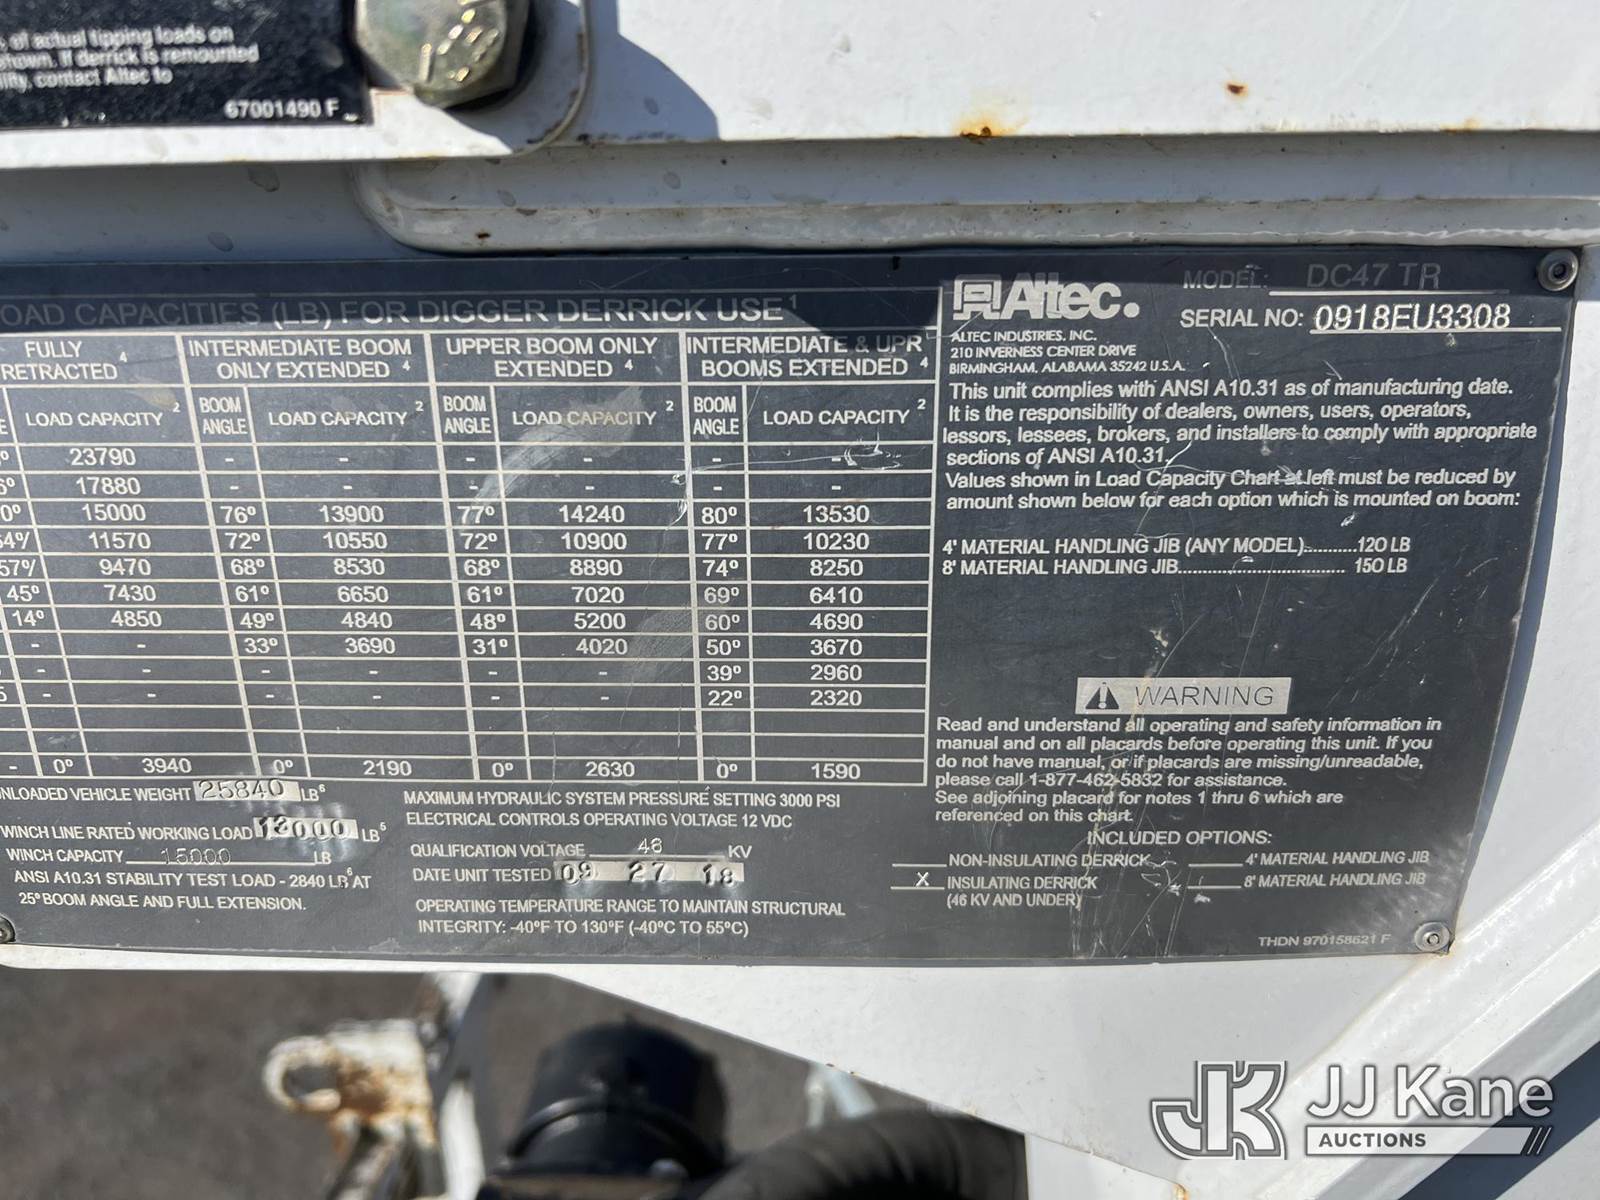 of actual tipping loads on
shown. If derrick is remounted
contact Altec to
67001490 F
LOAD CAPACITIES (LB) FOR DIGGER DERRICK USE 1
FULLY RETRACTED 4
INTERMEDIATE BOOM ONLY EXTENDED 4
UPPER BOOM ONLY EXTENDED 4
INTERMEDIATE & UPR BOOMS EXTENDED 4
LOAD CAPACITY 2 BOOM ANGLE LOAD CAPACITY 2 BOOM ANGLE LOAD CAPACITY 2 BOOM ANGLE LOAD CAPACITY 2
23790 - - - - - -
17880 - - - - - -
15000 76° 13900 77° 14240 80° 13530
11570 72° 10550 72° 10900 77° 10230
9470 68° 8530 68° 8890 74° 8250
45° 7430 61° 6650 61° 7020 69° 6410
14° 4850 49° 4840 48° 5200 60° 4690
- - 33° 3690 31° 4020 50° 3670
- - - - - - 39° 2960
- - - - - - 22° 2320
- 0° 3940 0° 2190 0° 2630 0° 1590
UNLOADED VEHICLE WEIGHT 25840 LB 6
WINCH LINE RATED WORKING LOAD 13000 LB 5
WINCH CAPACITY 15000 LB
ANSI A10.31 STABILITY TEST LOAD - 2840 LB 6 AT
25° BOOM ANGLE AND FULL EXTENSION.
MAXIMUM HYDRAULIC SYSTEM PRESSURE SETTING 3000 PSI
ELECTRICAL CONTROLS OPERATING VOLTAGE 12 VDC
QUALIFICATION VOLTAGE 46 KV
DATE UNIT TESTED 09 27 18
OPERATING TEMPERATURE RANGE TO MAINTAIN STRUCTURAL
INTEGRITY: -40°F TO 130°F (-40°C TO 55°C)
Altec.
MODEL: DC47 TR
SERIAL NO: 0918EU3308
ALTEC INDUSTRIES, INC.
210 INVERNESS CENTER DRIVE
BIRMINGHAM, ALABAMA 35242 U.S.A.
This unit complies with ANSI A10.31 as of manufacturing date.
It is the responsibility of dealers, owners, users, operators,
lessors, lessees, brokers, and installers to comply with appropriate
sections of ANSI A10.31.
Values shown in Load Capacity Chart at left must be reduced by
amount shown below for each option which is mounted on boom:
4' MATERIAL HANDLING JIB (ANY MODEL)..........120 LB
8' MATERIAL HANDLING JIB................................ 150 LB
WARNING
Read and understand all operating and safety information in
manual and on all placards before operating this unit. If you
do not have manual, or if placards are missing/unreadable,
please call 1-877-462-5832 for assistance.
See adjoining placard for notes 1 thru 6 which are
referenced on this chart.
INCLUDED OPTIONS:
NON-INSULATING DERRICK 4' MATERIAL HANDLING JIB
X INSULATING DERRICK 8' MATERIAL HANDLING JIB
(46 KV AND UNDER)
THDN 970158621 F
JK JJ Kane
AUCTIONS